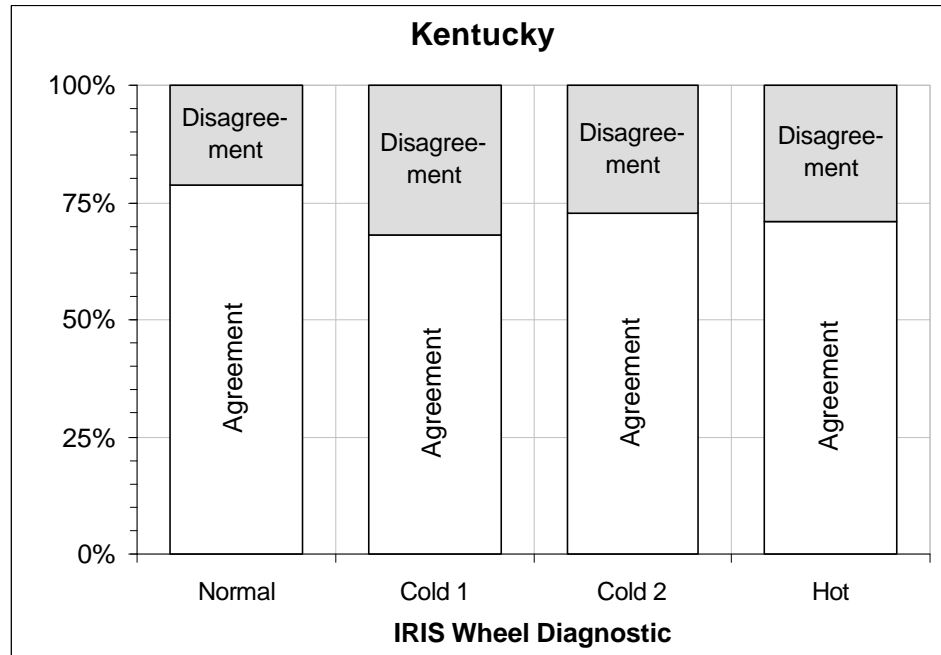 Kentucky
100%
75%
50%
25%
0%
Disagree-
ment
Disagree-
ment
Disagree-
ment
Disagree-
ment
Agreement
Agreement
Agreement
Agreement
Normal
Cold 1
Cold 2
Hot
IRIS Wheel Diagnostic